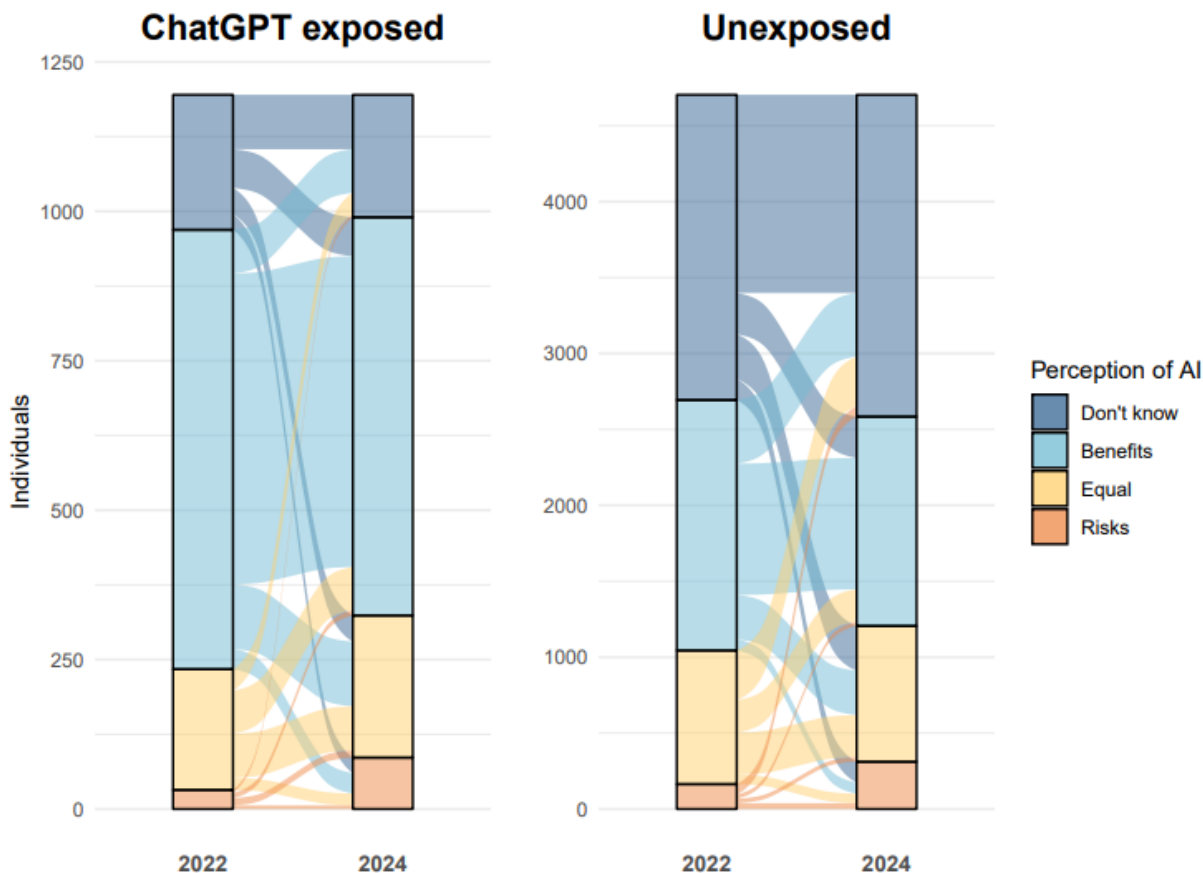 ChatGPT exposed
Unexposed
1250
1000
750
500
250
0
Individuals
2022
2024
4000
3000
2000
1000
0
2022
2024
Perception of AI
Don't know
Benefits
Equal
Risks